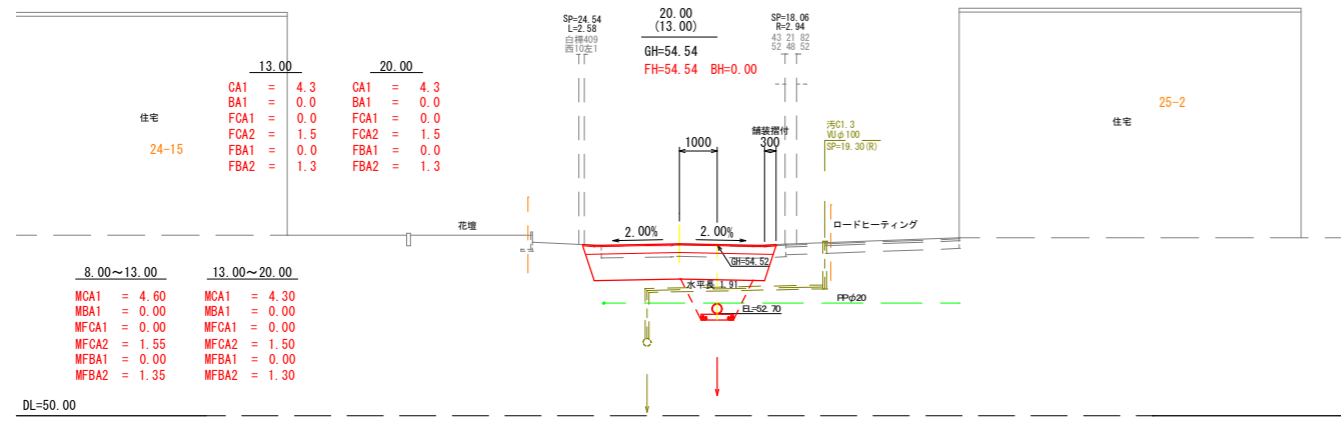 20.00
(13.00)
GH=54.54
FH=54.54 BH=0.00
SP=24.54
L=2.58
白樺409
西10左1
SP=18.06
R=2.94
43 21 82
52 48 52
13.00
CA1 = 4.3
BA1 = 0.0
FCA1 = 0.0
FCA2 = 1.5
FBA1 = 0.0
FBA2 = 1.3
20.00
CA1 = 4.3
BA1 = 0.0
FCA1 = 0.0
FCA2 = 1.5
FBA1 = 0.0
FBA2 = 1.3
住宅
24-15
25-2
住宅
舗装摺付
1000
300
汚C1.3
VUφ100
SP=19.30(R)
花壇
ロードヒーティング
2.00%
2.00%
GH=54.52
水平長 1.91
PPφ20
EL=52.70
8.00～13.00
MCA1 = 4.60
MBA1 = 0.00
MFCA1 = 0.00
MFCA2 = 1.55
MFBA1 = 0.00
MFBA2 = 1.35
13.00～20.00
MCA1 = 4.30
MBA1 = 0.00
MFCA1 = 0.00
MFCA2 = 1.50
MFBA1 = 0.00
MFBA2 = 1.30
DL=50.00